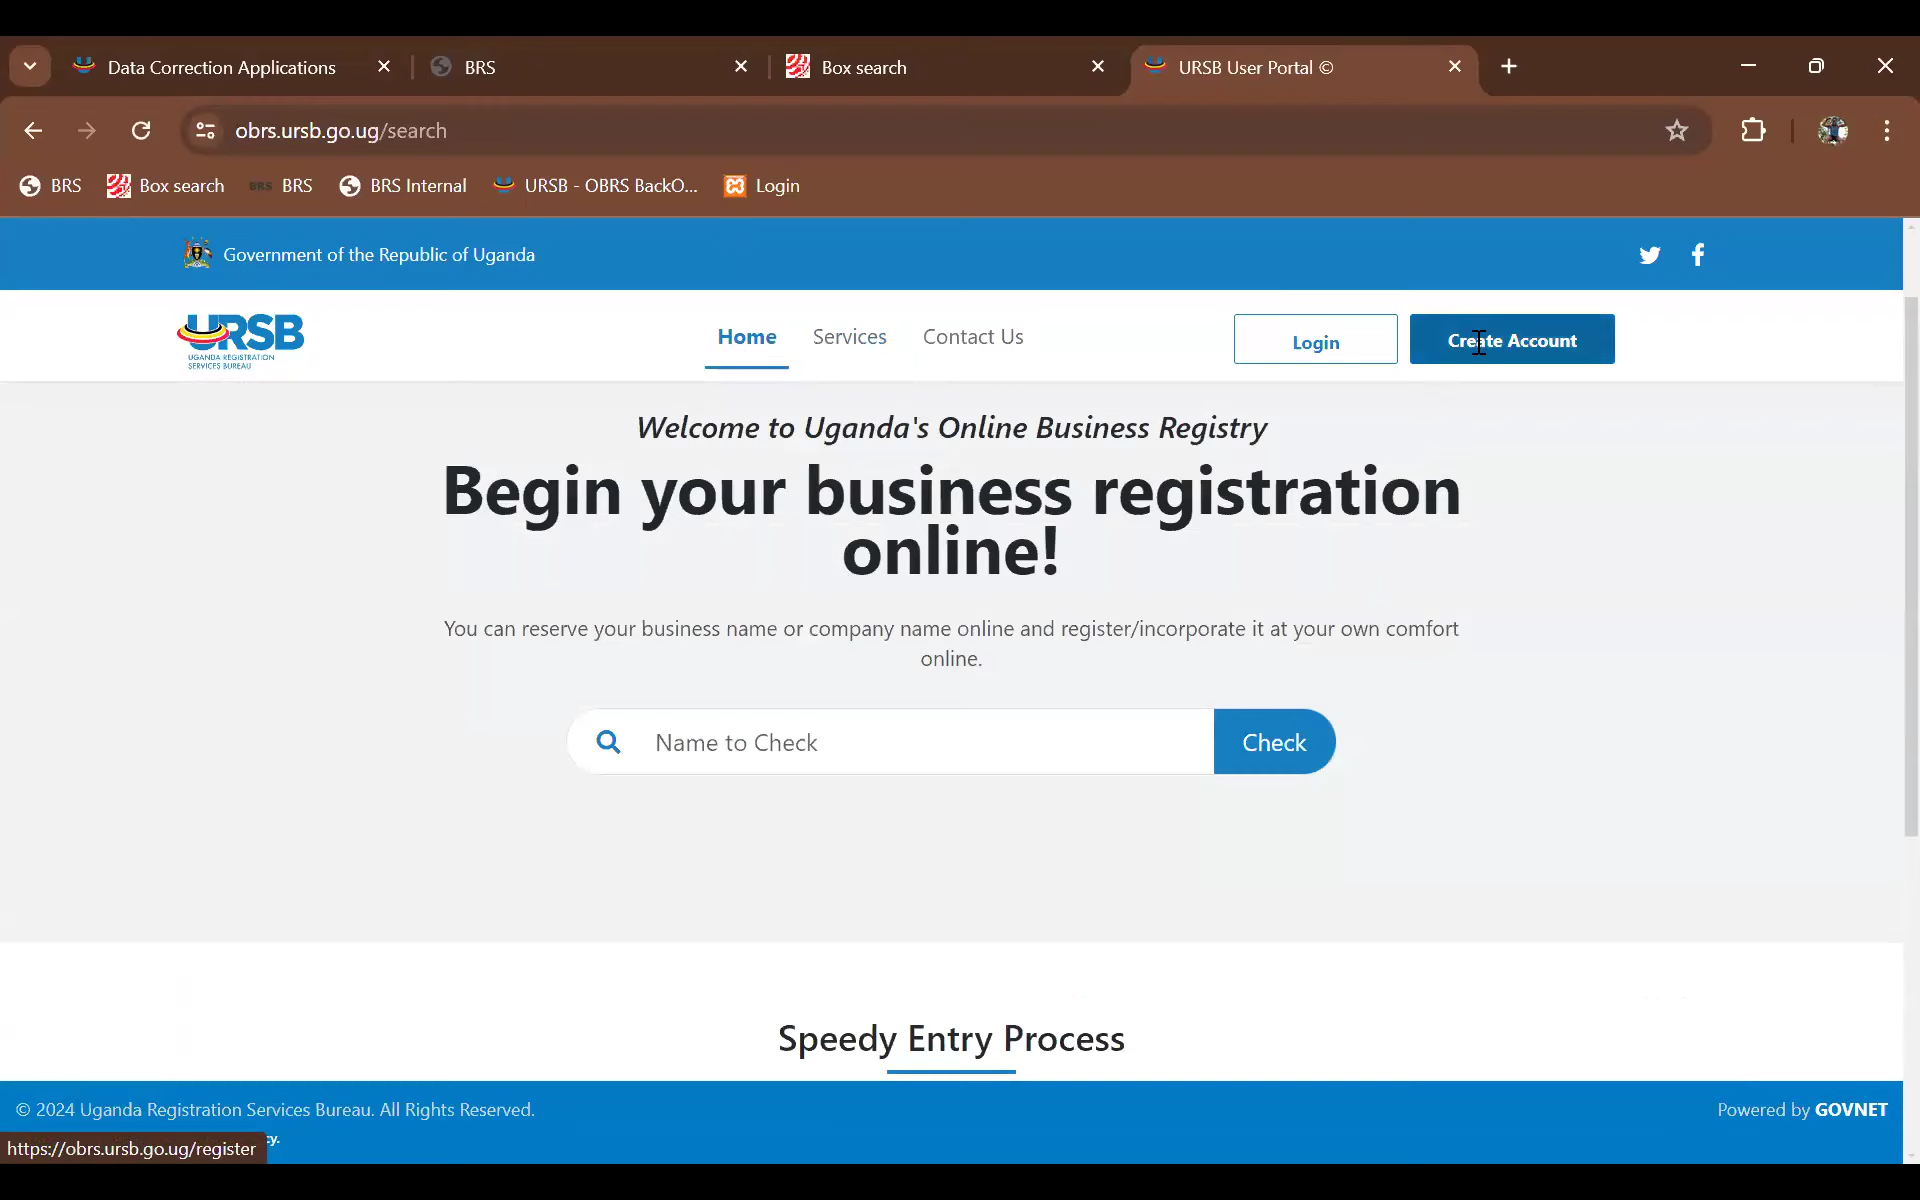 Data Correction Applications
BRS
Box search
URSB User Portal ©
obrs.ursb.go.ug/search
BRS
Box search
BRS BRS
BRS Internal
URSB - OBRS BackO...
Login
Government of the Republic of Uganda
URSB
UGANDA REGISTRATION
SERVICES BUREAU
Home
Services
Contact Us
Login
Create Account
Welcome to Uganda's Online Business Registry
Begin your business registration
online!
You can reserve your business name or company name online and register/incorporate it at your own comfort
online.
Name to Check
Check
Speedy Entry Process
© 2024 Uganda Registration Services Bureau. All Rights Reserved.
Powered by GOVNET
cy.
https://obrs.ursb.go.ug/register